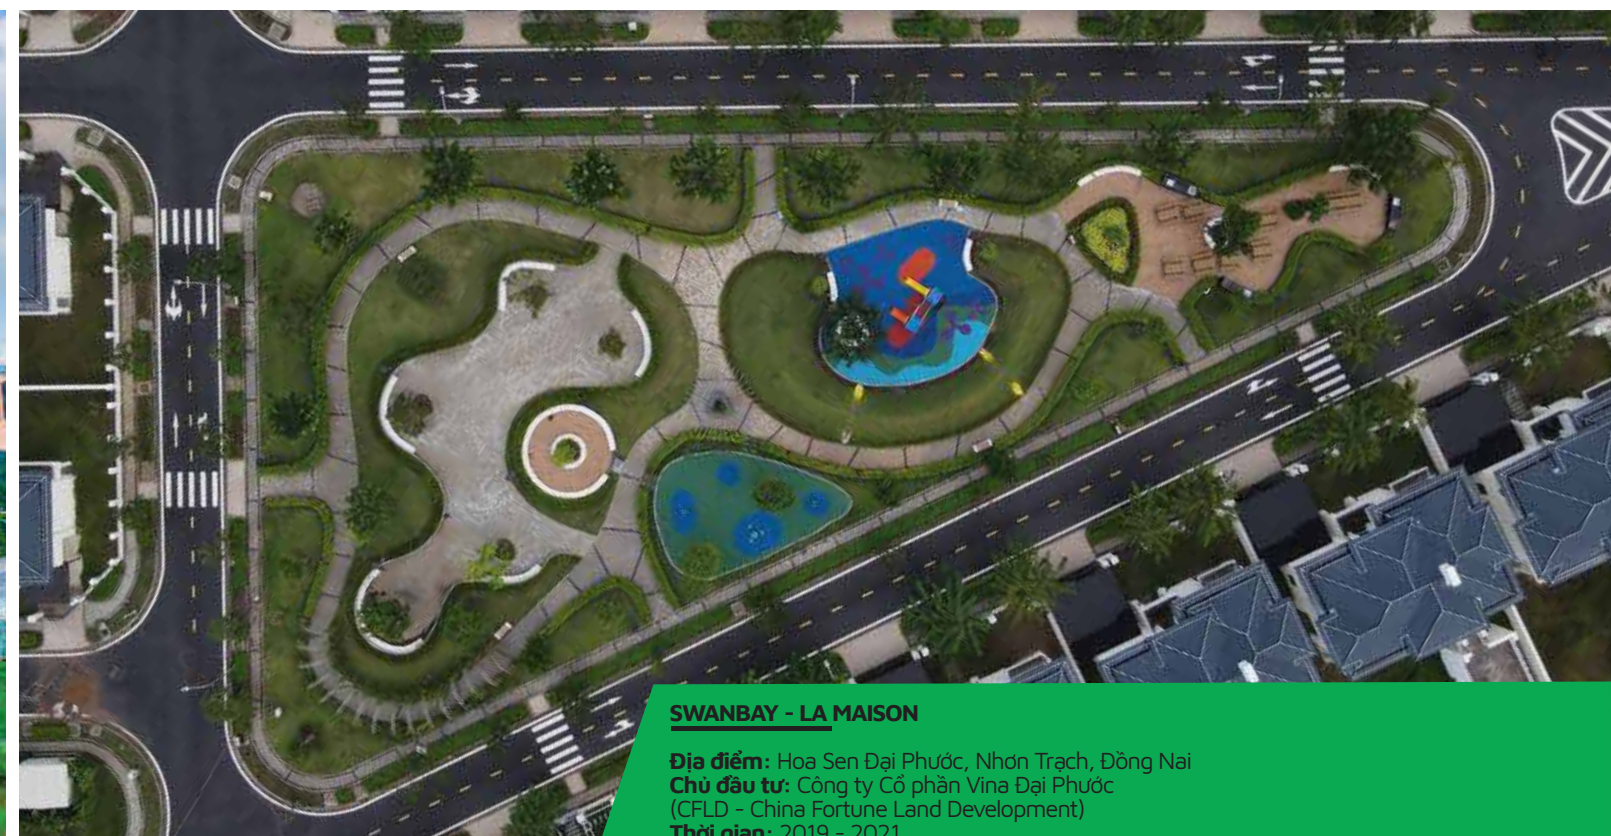 SWANBAY - LA MAISON
Địa điểm: Hoa Sen Đại Phước, Nhơn Trạch, Đồng Nai
Chủ đầu tư: Công ty Cổ phần Vina Đại Phước
(CFLD - China Fortune Land Development)
Thời gian: 2019 - 2021